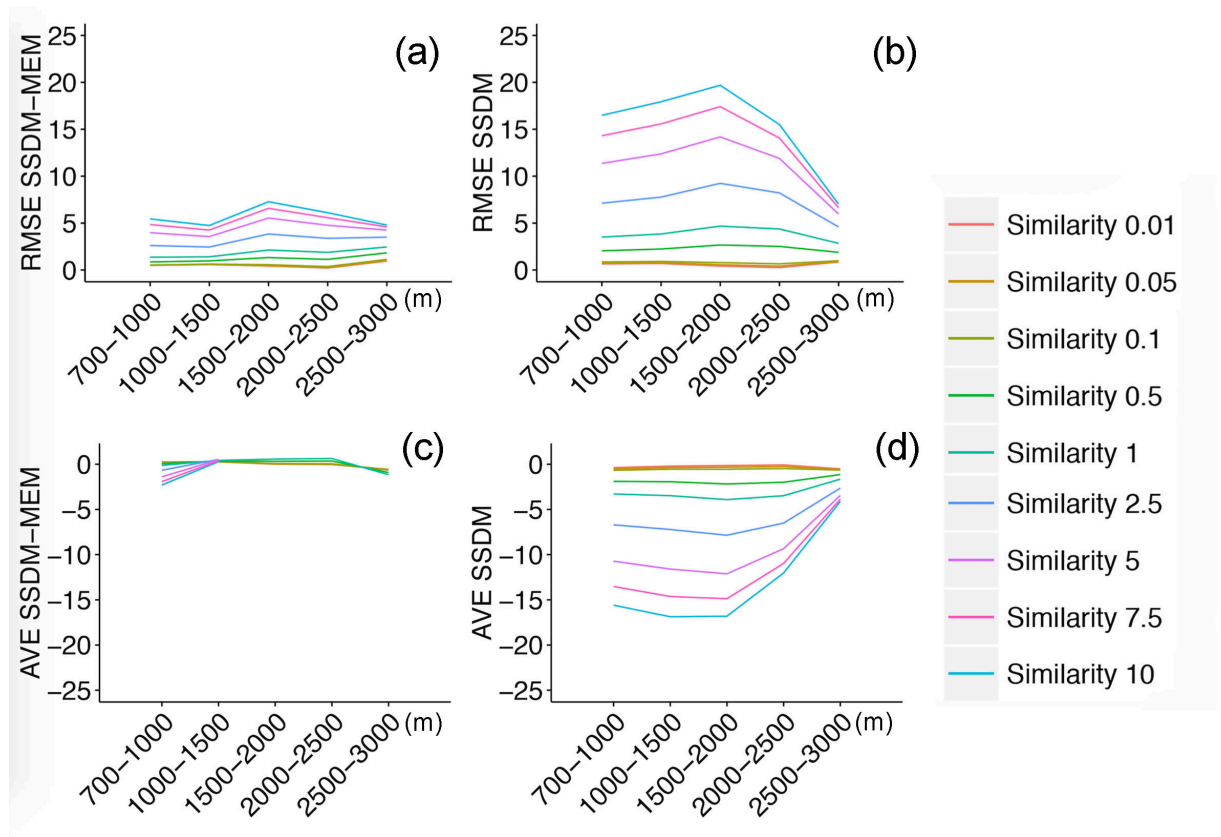 (a)
RMSE SSDM−MEM
25
20
15
10
5
0
700−1000
1000−1500
1500−2000
2000−2500
2500−3000
(m)
(b)
RMSE SSDM
25
20
15
10
5
0
700−1000
1000−1500
1500−2000
2000−2500
2500−3000
(m)
(c)
AVE SSDM−MEM
0
−5
−10
−15
−20
−25
700−1000
1000−1500
1500−2000
2000−2500
2500−3000
(m)
(d)
AVE SSDM
0
−5
−10
−15
−20
−25
700−1000
1000−1500
1500−2000
2000−2500
2500−3000
(m)
Similarity 0.01
Similarity 0.05
Similarity 0.1
Similarity 0.5
Similarity 1
Similarity 2.5
Similarity 5
Similarity 7.5
Similarity 10